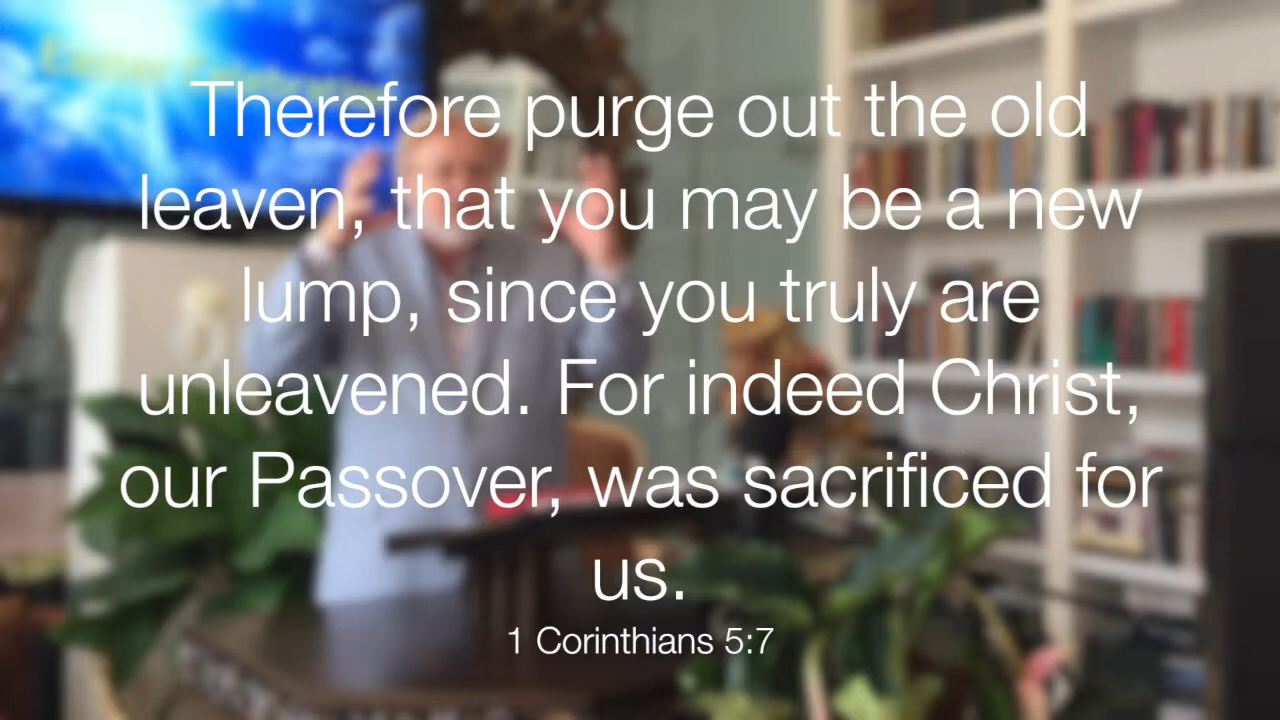 Therefore purge out the old
leaven, that you may be a new
lump, since you truly are
unleavened. For indeed Christ,
our Passover, was sacrificed for
us.
1 Corinthians 5:7